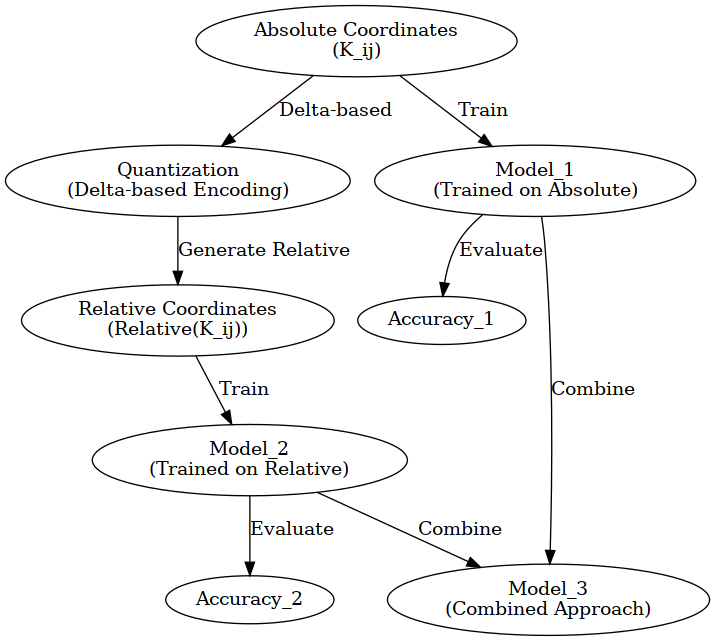 Absolute Coordinates
(K_ij)
Delta-based
Train
Quantization
(Delta-based Encoding)
Model_1
(Trained on Absolute)
Generate Relative
Evaluate
Relative Coordinates
(Relative(K_ij))
Accuracy_1
Train
Combine
Model_2
(Trained on Relative)
Evaluate
Combine
Accuracy_2
Model_3
(Combined Approach)